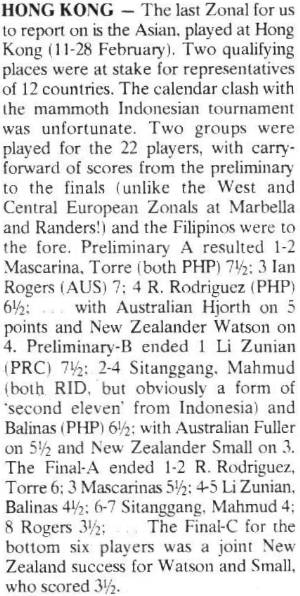 HONG KONG — The last Zonal for us
to report on is the Asian, played at Hong
Kong (11-28 February). Two qualifying
places were at stake for representatives
of 12 countries. The calendar clash with
the mammoth Indonesian tournament
was unfortunate. Two groups were
played for the 22 players, with carry-
forward of scores from the preliminary
to the finals (unlike the West and
Central European Zonals at Marbella
and Randers!) and the Filipinos were to
the fore. Preliminary A resulted 1-2
Mascarina, Torre (both PHP) 7½; 3 Ian
Rogers (AUS) 7; 4 R. Rodriguez (PHP)
6½; ... with Australian Hjorth on 5
points and New Zealander Watson on
4. Preliminary-B ended 1 Li Zunian
(PRC) 7½; 2-4 Sitanggang, Mahmud
(both RID, but obviously a form of
'second eleven' from Indonesia) and
Balinas (PHP) 6½; with Australian Fuller
on 5½ and New Zealander Small on 3.
The Final-A ended 1-2 R. Rodriguez,
Torre 6; 3 Mascarinas 5½; 4-5 Li Zunian,
Balinas 4½; 6-7 Sitanggang, Mahmud 4;
8 Rogers 3½; ... The Final-C for the
bottom six players was a joint New
Zealand success for Watson and Small,
who scored 3½.